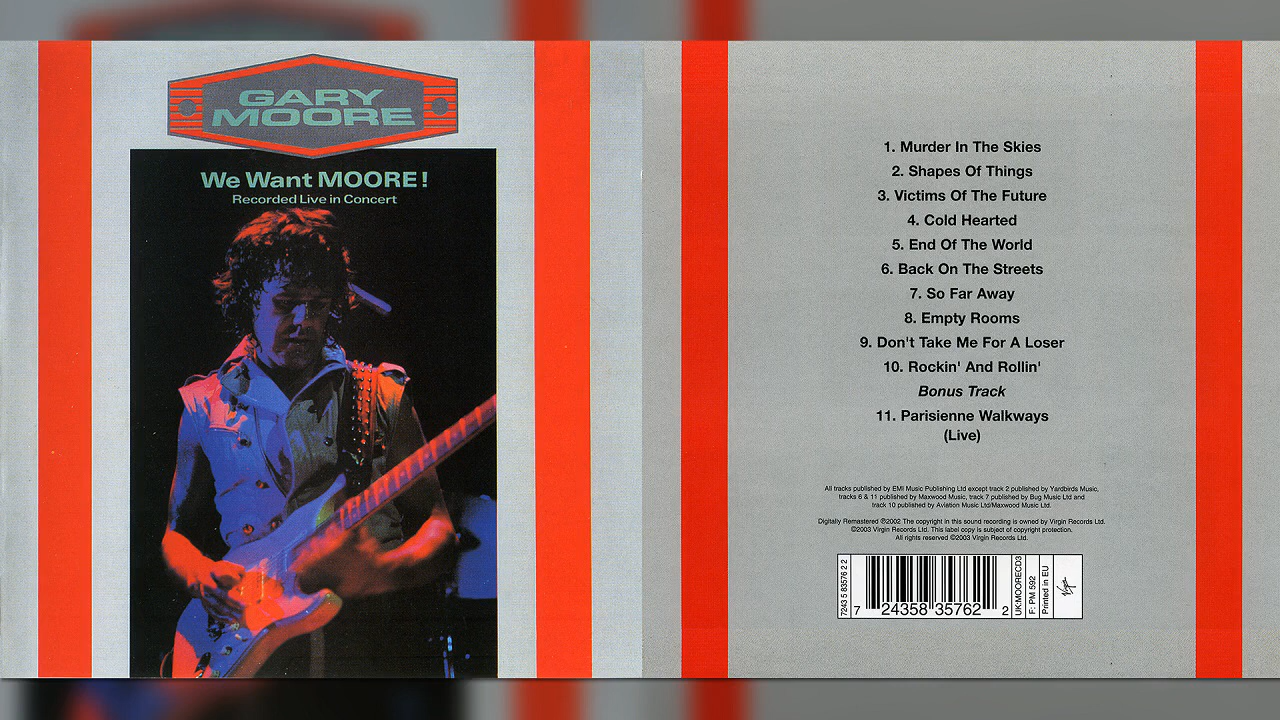 GARY
MOORE
We Want MOORE!
Recorded Live in Concert
1. Murder In The Skies
2. Shapes Of Things
3. Victims Of The Future
4. Cold Hearted
5. End Of The World
6. Back On The Streets
7. So Far Away
8. Empty Rooms
9. Don't Take Me For A Loser
10. Rockin' And Rollin'
Bonus Track
11. Parisienne Walkways
(Live)
All tracks published by EMI Music Publishing Ltd except track 2 published by Yardbirds Music,
tracks 6 & 11 published by Maxwood Music, track 7 published by Bug Music Ltd and
track 10 published by Aviation Music Ltd/Maxwood Music Ltd.
Digitally Remastered ℗2002 The copyright in this sound recording is owned by Virgin Records Ltd.
©2003 Virgin Records Ltd. This label copy is subject of copyright protection.
All rights reserved ©2003 Virgin Records Ltd.
7243 5 83576 2 2
7 24358 35762 2
UK:MOORECD3
F: PM 592
Printed in EU
Virgin